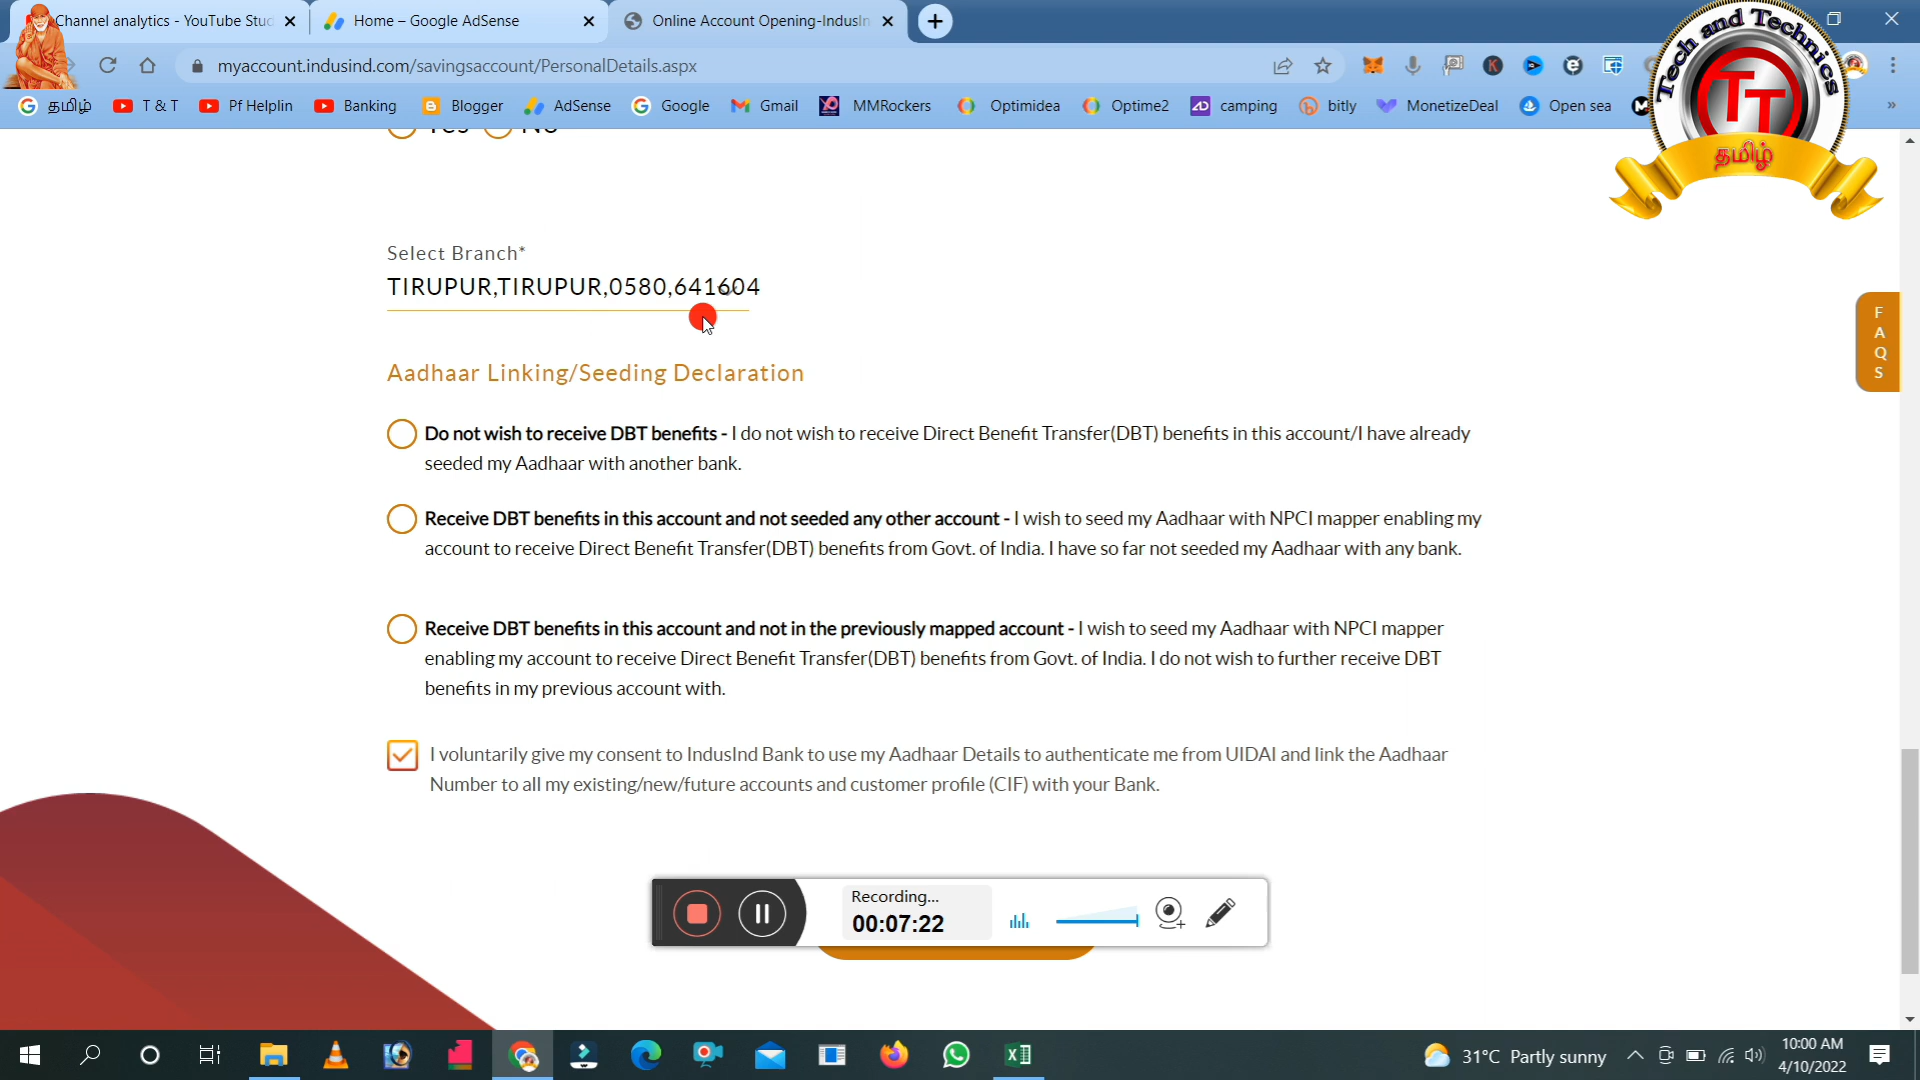 Channel analytics - YouTube Stud
Home – Google AdSense
Online Account Opening-IndusIn
myaccount.indusind.com/savingsaccount/PersonalDetails.aspx
தமிழ் T & T Pf Helplin Banking Blogger AdSense Google Gmail MMRockers Optimidea Optime2 camping bitly MonetizeDeal Open sea
Tech and Technics
TT
தமிழ்
Yes No
Select Branch*
TIRUPUR,TIRUPUR,0580,641604
FAQS
Aadhaar Linking/Seeding Declaration
Do not wish to receive DBT benefits - I do not wish to receive Direct Benefit Transfer(DBT) benefits in this account/I have already
seeded my Aadhaar with another bank.
Receive DBT benefits in this account and not seeded any other account - I wish to seed my Aadhaar with NPCI mapper enabling my
account to receive Direct Benefit Transfer(DBT) benefits from Govt. of India. I have so far not seeded my Aadhaar with any bank.
Receive DBT benefits in this account and not in the previously mapped account - I wish to seed my Aadhaar with NPCI mapper
enabling my account to receive Direct Benefit Transfer(DBT) benefits from Govt. of India. I do not wish to further receive DBT
benefits in my previous account with.
I voluntarily give my consent to IndusInd Bank to use my Aadhaar Details to authenticate me from UIDAI and link the Aadhaar
Number to all my existing/new/future accounts and customer profile (CIF) with your Bank.
Recording...
00:07:22
31°C Partly sunny
10:00 AM
4/10/2022